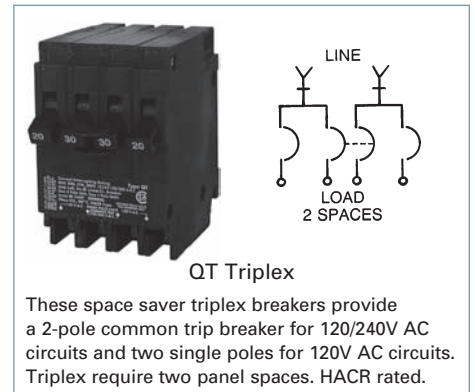 LINE
20 30 30 20
Type QT
LOAD
2 SPACES
QT Triplex
These space saver triplex breakers provide
a 2-pole common trip breaker for 120/240V AC
circuits and two single poles for 120V AC circuits.
Triplex require two panel spaces. HACR rated.